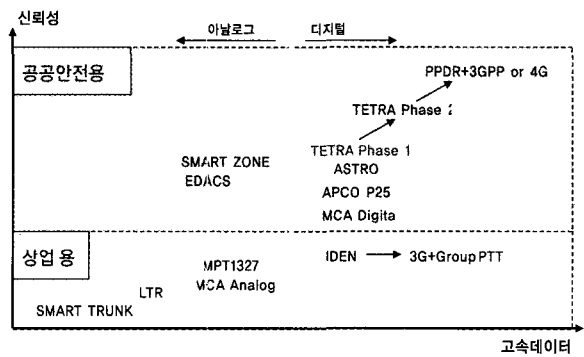 신뢰성
아날로그 디지털
공공안전용
PPDR+3GPP or 4G
TETRA Phase 2
TETRA Phase 1
SMART ZONE
ASTRO
EDACS
APCO P25
MCA Digita
상업 용
IDEN 3G+Group PTT
MPT1327
MCA Analog
LTR
SMART TRUNK
고속데이터